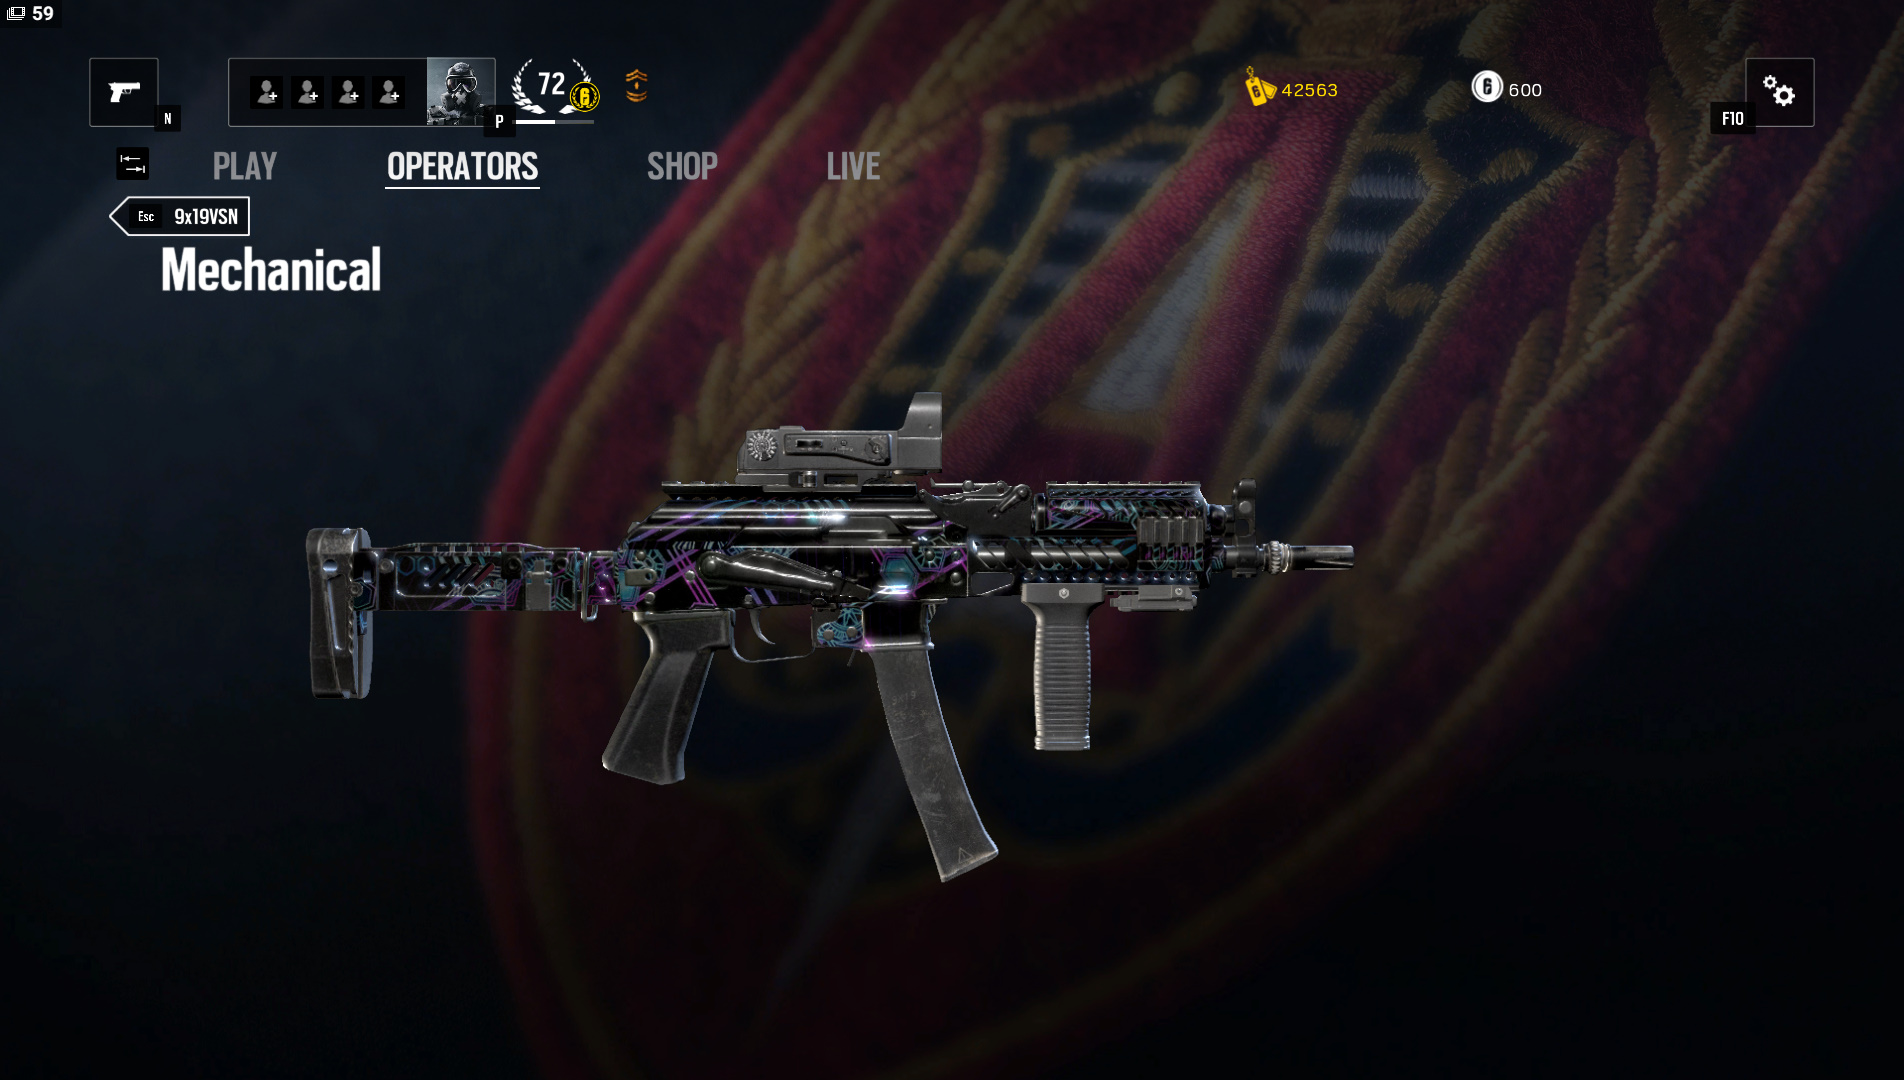 59
N
P
72
42563
600
F10
PLAY
OPERATORS
SHOP
LIVE
Esc
9x19VSN
Mechanical